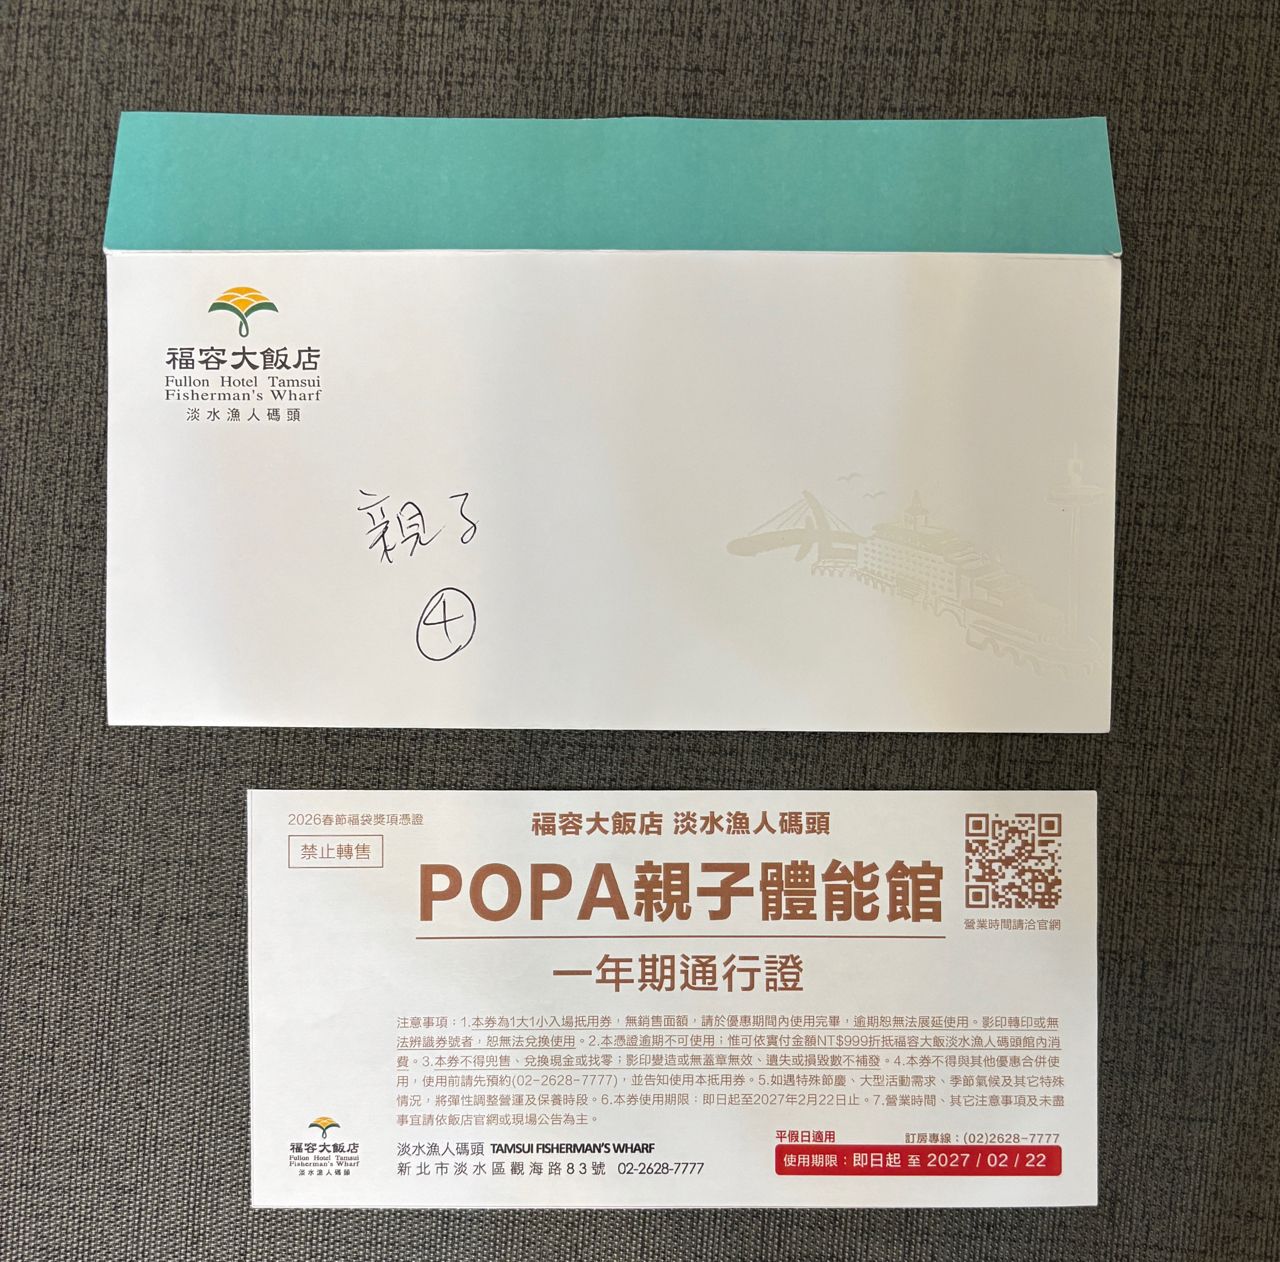 福容大飯店
Fullon Hotel Tamsui
Fisherman's Wharf
淡水漁人碼頭
親子
④
2026春節福袋獎項憑證
禁止轉售
福容大飯店 淡水漁人碼頭
POPA親子體能館
一年期通行證
營業時間請洽官網
注意事項：1.本券為1大1小入場抵用券，無銷售面額，請於優惠期間內使用完畢，逾期恕無法展延使用。影印轉印或無
法辨識券號者，恕無法兌換使用。2.本憑證逾期不可使用；惟可依實付金額NT$999折抵福容大飯淡水漁人碼頭館內消
費。3.本券不得兜售、兌換現金或找零；影印變造或無蓋章無效、遺失或損毀數不補發。4.本券不得與其他優惠合併使
用，使用前請先預約(02-2628-7777)，並告知使用本抵用券。5.如遇特殊節慶、大型活動需求、季節氣候及其它特殊
情況，將彈性調整營運及保養時段。6.本券使用期限：即日起至2027年2月22日止。7.營業時間、其它注意事項及未盡
事宜請依飯店官網或現場公告為主。
福容大飯店
Fullon Hotel Tamsui
Fisherman's Wharf
淡水漁人碼頭
淡水漁人碼頭 TAMSUI FISHERMAN'S WHARF
新北市淡水區觀海路83號 02-2628-7777
平假日適用
訂房專線：(02)2628-7777
使用期限：即日起 至 2027 / 02 / 22